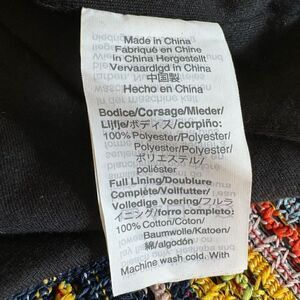 Made in China
Fabriqué en Chine
in China Hergestellt
Vervaardigd in China
中国製
Hecho en China
Bodice/Corsage/Mieder/
Lijfje/ボディス/corpiño:
100% Polyester/Polyester/
Polyester/Polyester/
ポリエステル/
poliéster
Full Lining/Doublure
Complète/Vollfutter/
Volledige Voering/フルラ
イニング/forro completo:
100% Cotton/Coton/
Baumwolle/Katoen/
綿/algodón
Machine wash cold. With